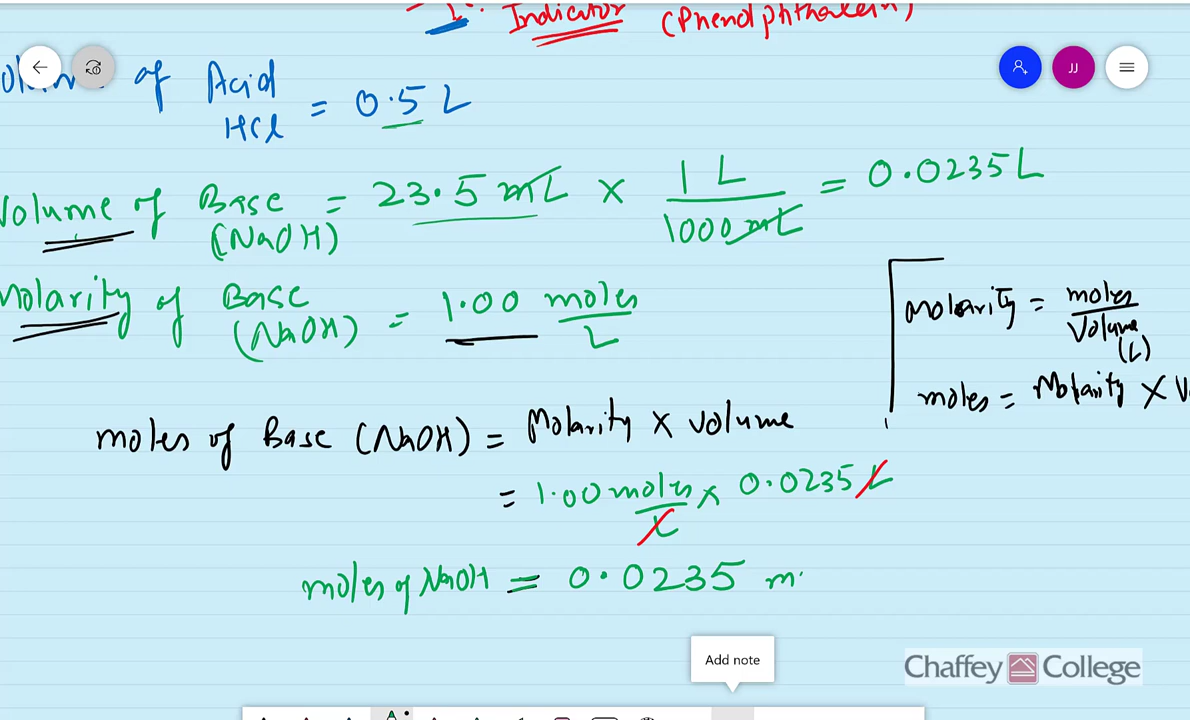 Indicator (Phenolphthalein)
of Acid HCl = 0.5 L
JJ
Volume of Base (NaOH) = 23.5 mL × 1 L / 1000 mL = 0.0235 L
Molarity of Base (NaOH) = 1.00 moles / L
molarity = moles / Volume (L)
moles = Molarity × V
moles of Base (NaOH) = Molarity × volume
= 1.00 moles / L × 0.0235 L
moles of NaOH = 0.0235 m
Add note
Chaffey College